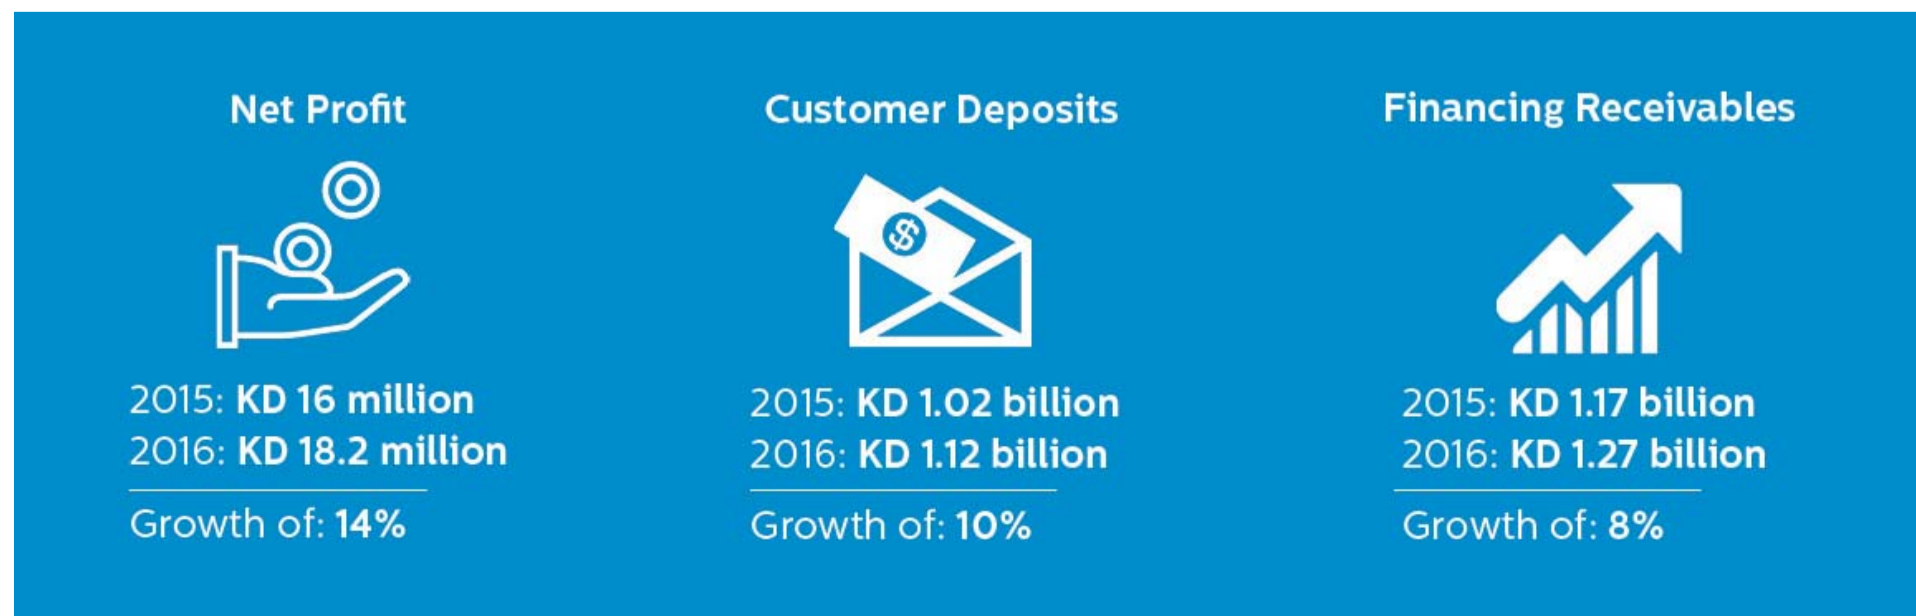 Net Profit
2015: KD 16 million
2016: KD 18.2 million
Growth of: 14%
Customer Deposits
$
2015: KD 1.02 billion
2016: KD 1.12 billion
Growth of: 10%
Financing Receivables
2015: KD 1.17 billion
2016: KD 1.27 billion
Growth of: 8%